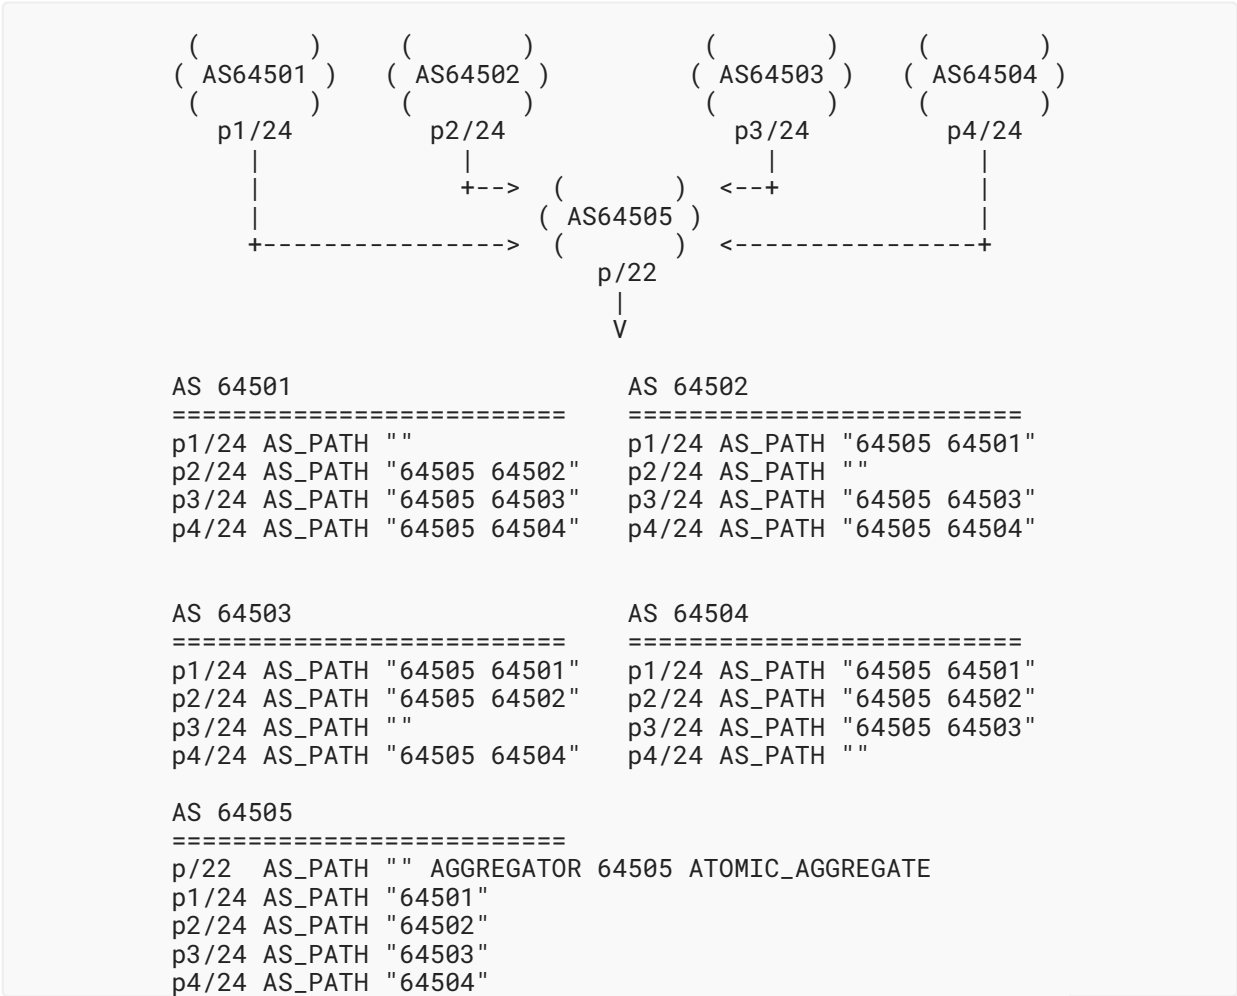 (       )     (       )           (       )     (       )
( AS64501 )   ( AS64502 )         ( AS64503 )   ( AS64504 )
(       )     (       )           (       )     (       )
p1/24         p2/24               p3/24         p4/24
|             |                   |             |
|             +-->  (       )  <--+             |
|                  ( AS64505 )                  |
+---------------->  (       )  <----------------+
p/22
|
V
AS 64501                      AS 64502
==========================    ==========================
p1/24 AS_PATH ""              p1/24 AS_PATH "64505 64501"
p2/24 AS_PATH "64505 64502"   p2/24 AS_PATH ""
p3/24 AS_PATH "64505 64503"   p3/24 AS_PATH "64505 64503"
p4/24 AS_PATH "64505 64504"   p4/24 AS_PATH "64505 64504"
AS 64503                      AS 64504
==========================    ==========================
p1/24 AS_PATH "64505 64501"   p1/24 AS_PATH "64505 64501"
p2/24 AS_PATH "64505 64502"   p2/24 AS_PATH "64505 64502"
p3/24 AS_PATH ""              p3/24 AS_PATH "64505 64503"
p4/24 AS_PATH "64505 64504"   p4/24 AS_PATH ""
AS 64505
==========================
p/22  AS_PATH "" AGGREGATOR 64505 ATOMIC_AGGREGATE
p1/24 AS_PATH "64501"
p2/24 AS_PATH "64502"
p3/24 AS_PATH "64503"
p4/24 AS_PATH "64504"